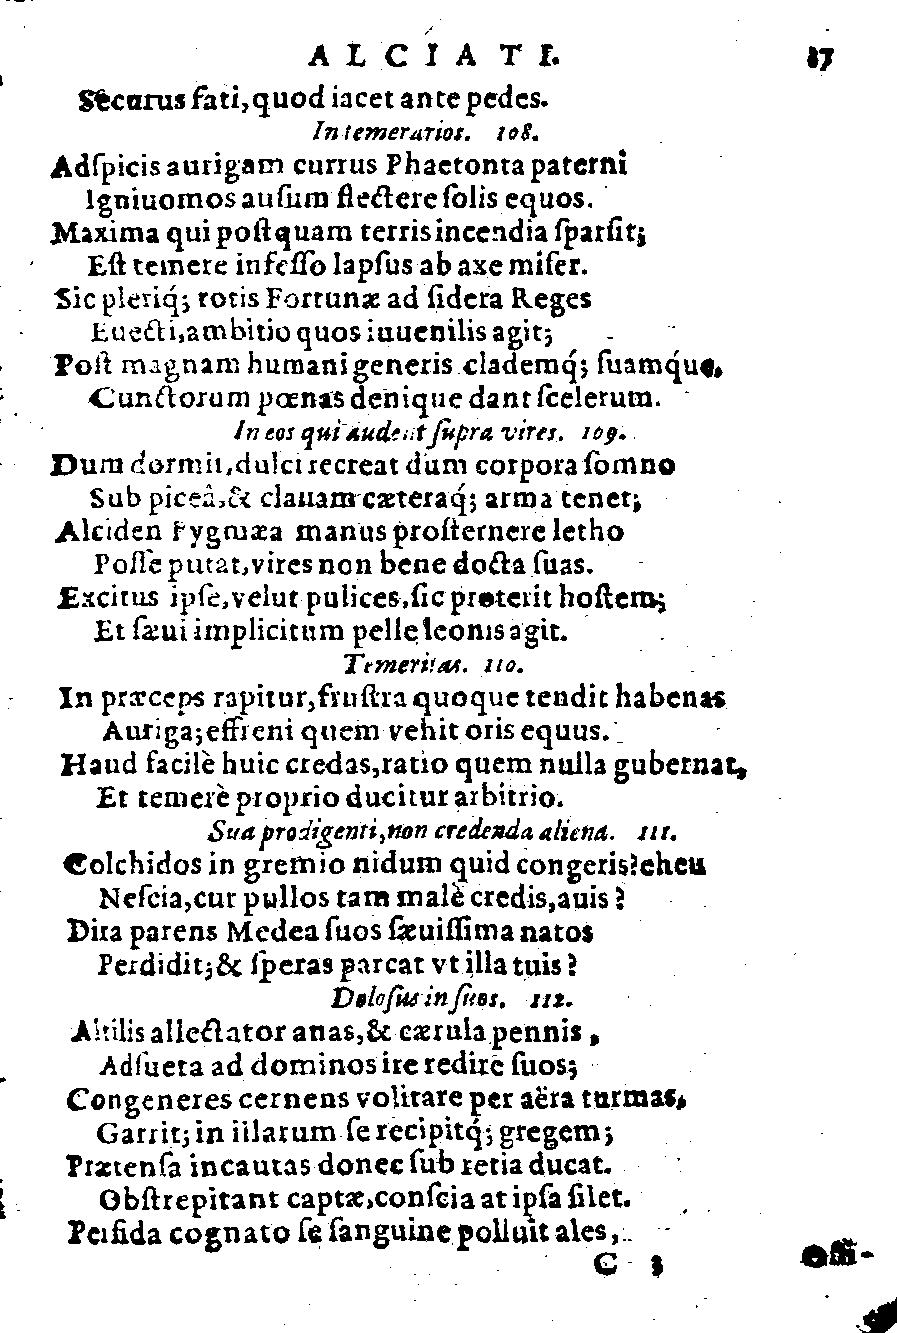 ALCIATI. 37
Securus fati,quod iacet ante pedes.
In temerarios. 108.
Adſpicis aurigam currus Phaetonta paterni
Igniuomos auſum flectere ſolis equos.
Maxima qui poſtquam terris incendia ſparſit;
Eſt temere inſeſſo lapſus ab axe miſer.
Sic pleriq́; rotis Fortunæ ad ſidera Reges
Euecti,ambitio quos iuuenilis agit;
Poſt magnam humani generis clademq́; ſuamq́ue,
Cunctorum pœnas denique dant ſcelerum.
In eos qui audent ſupra vires. 109.
Dum dormit,dulci recreat dum corpora ſomno
Sub piceâ,& clauam cæteraq́; arma tenet;
Alciden Pygmæa manus proſternere letho
Poſſe putat,vires non bene docta ſuas.
Excitus ipſe,velut pulices,ſic proterit hoſtem;
Et ſæui implicitum pelle leonis agit.
Temeritas. 110.
In præceps rapitur,fruſtra quoque tendit habenas
Auriga;effreni quem vehit oris equus.
Haud facilè huic credas,ratio quem nulla gubernat,
Et temerè proprio ducitur arbitrio.
Sua prodigenti,non credenda aliena. 111.
Colchidos in gremio nidum quid congeris?eheu
Neſcia,cur pullos tam malè credis,auis?
Dira parens Medea ſuos ſæuiſſima natos
Perdidit;& ſperas parcat vt illa tuis?
Doloſus in ſuos. 112.
Altilis allectator anas,& cærula pennis,
Adſueta ad dominos ire redire ſuos;
Congeneres cernens volitare per aëra turmas,
Garrit;in illarum ſe recipitq́; gregem;
Prætenſa incautas donec ſub retia ducat.
Obſtrepitant captæ,conſcia at ipſa ſilet.
Perfida cognato ſe ſanguine polluit ales,
C 3 Offi-